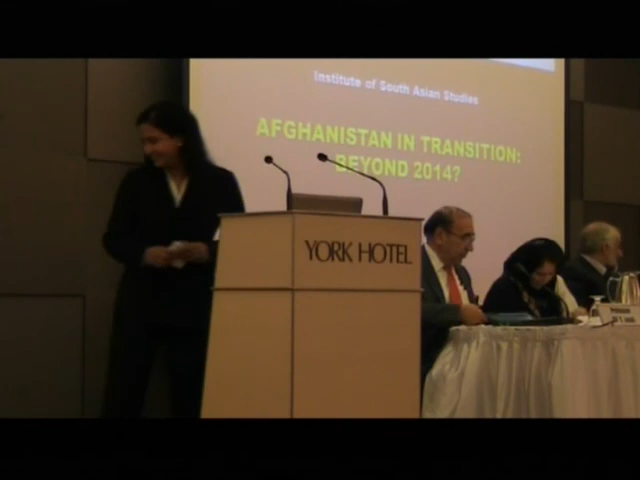 Institute of South Asian Studies
AFGHANISTAN IN TRANSITION:
BEYOND 2014?
YORK HOTEL